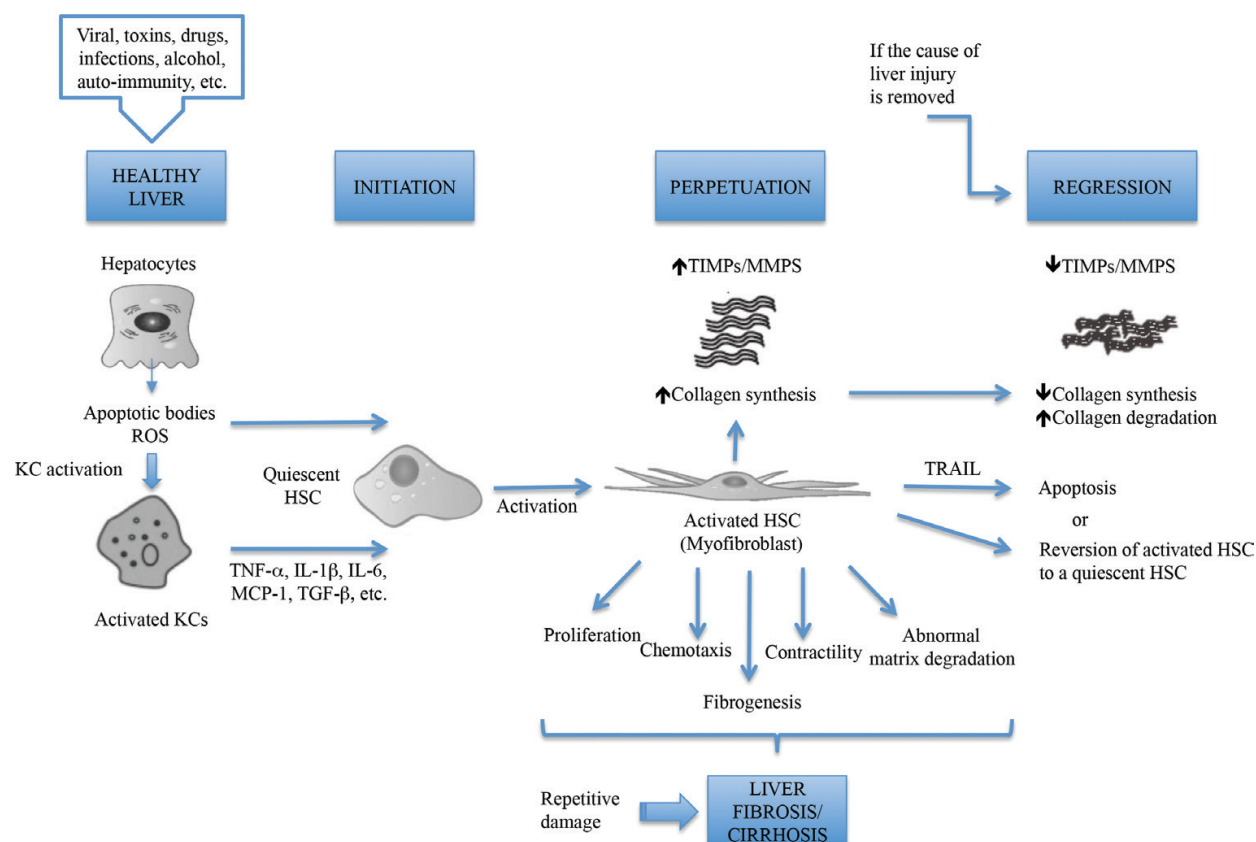 Viral, toxins, drugs,
infections, alcohol,
auto-immunity, etc.
If the cause of
liver injury
is removed
HEALTHY
LIVER
INITIATION
PERPETUATION
REGRESSION
Hepatocytes
🡹TIMPs/MMPS
🡻TIMPs/MMPS
🡹Collagen synthesis
🡻Collagen synthesis
🡹Collagen degradation
Apoptotic bodies
ROS
KC activation
Quiescent
HSC
Activation
TRAIL
Apoptosis
or
Reversion of activated HSC
to a quiescent HSC
Activated HSC
(Myofibroblast)
TNF-α, IL-1β, IL-6,
MCP-1, TGF-β, etc.
Activated KCs
Proliferation
Chemotaxis
Fibrogenesis
Contractility
Abnormal
matrix degradation
Repetitive
damage
LIVER
FIBROSIS/
CIRRHOSIS